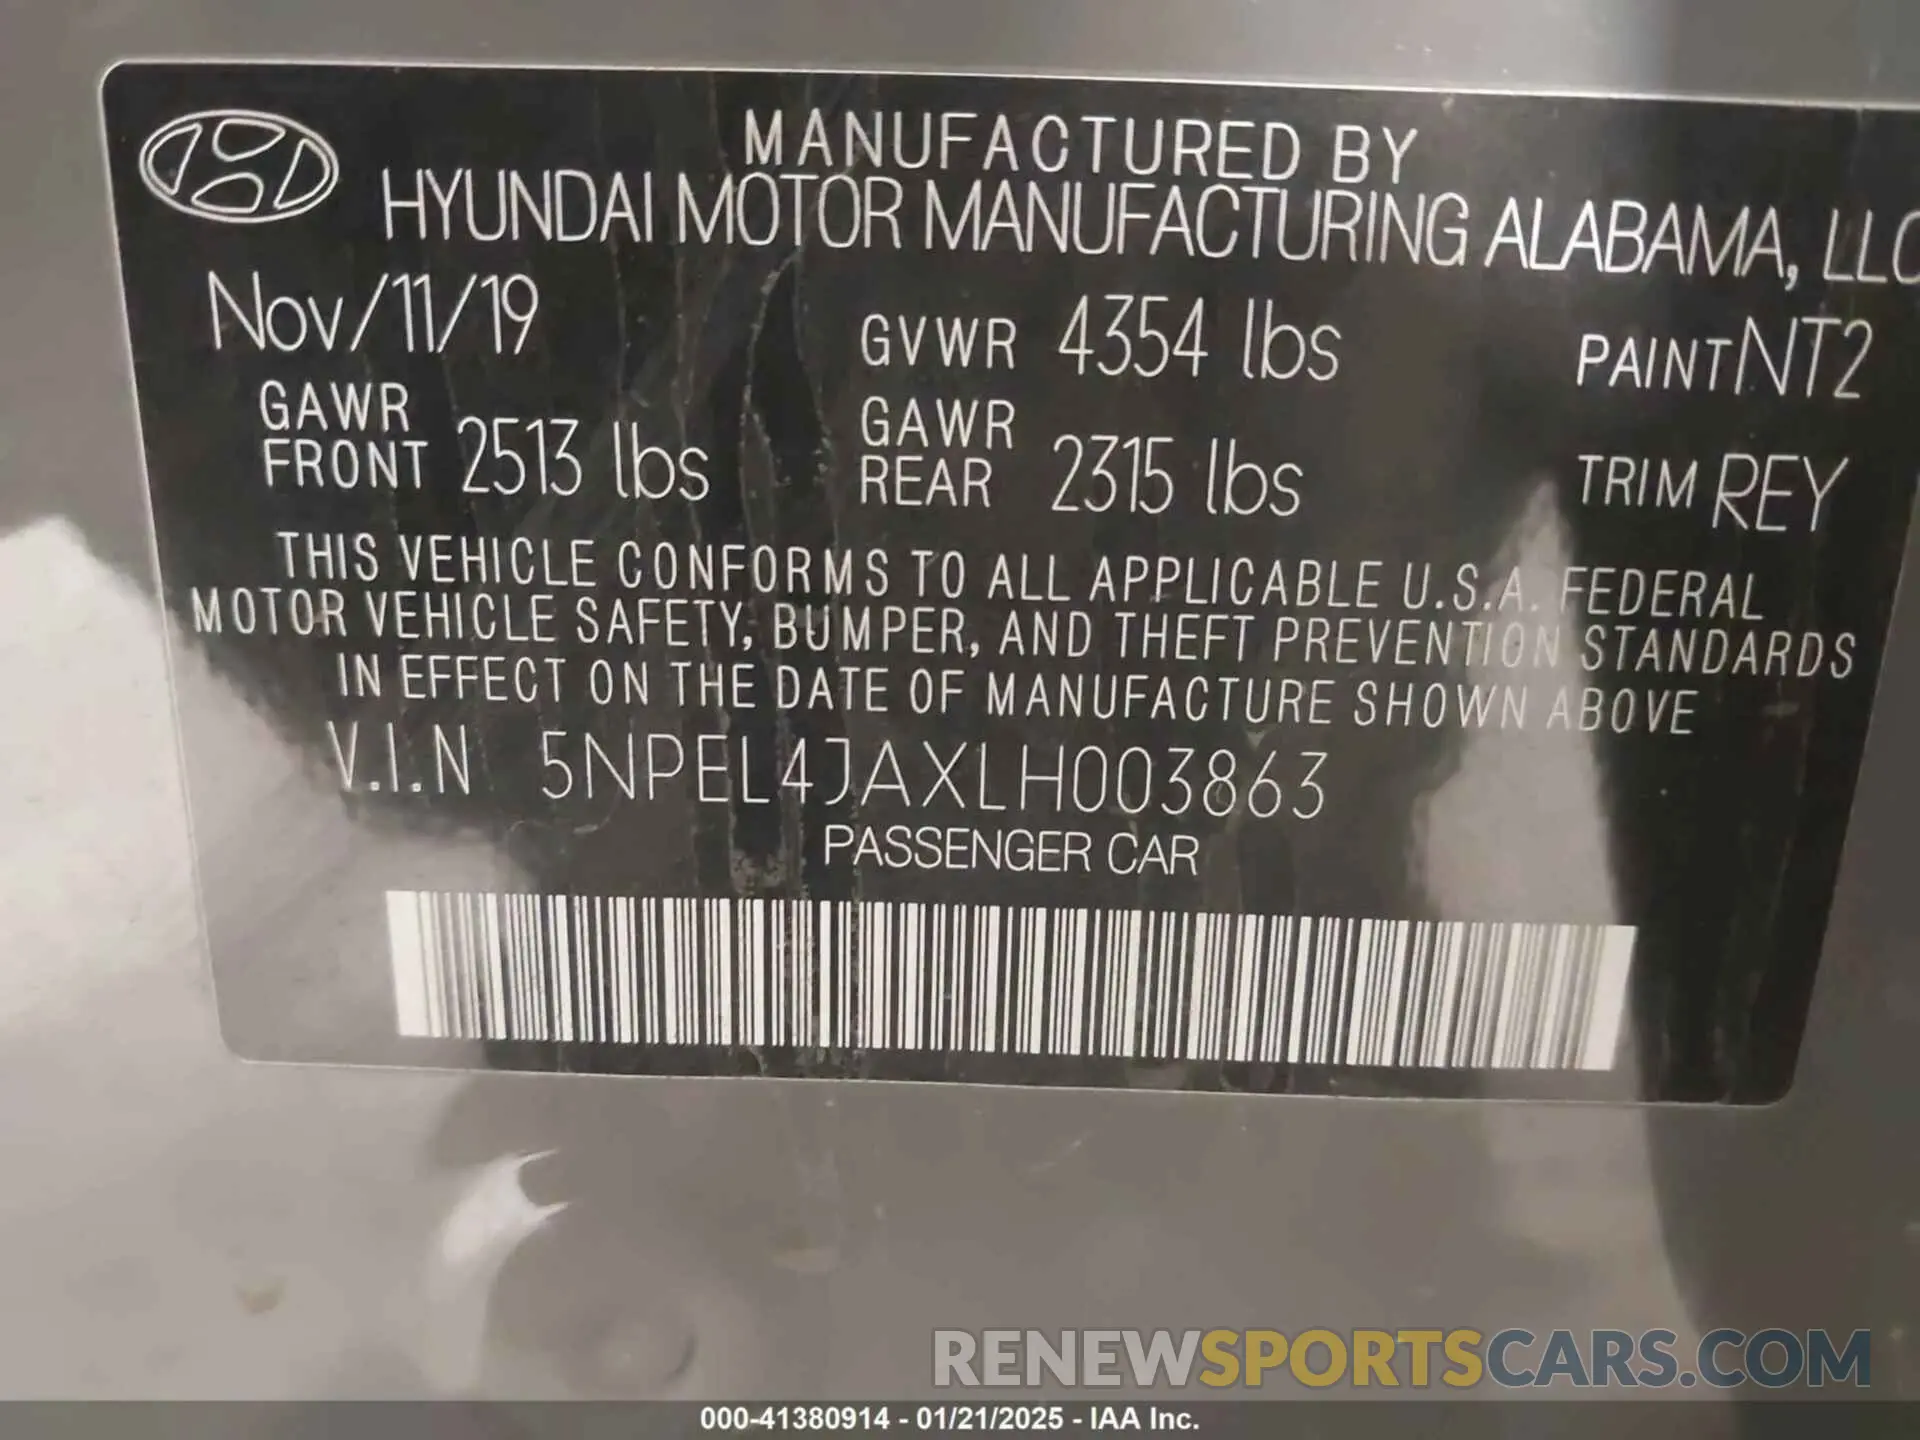 MANUFACTURED BY
HYUNDAI MOTOR MANUFACTURING ALABAMA, LLC
Nov/11/19 GVWR 4354 lbs PAINT NT2
GAWR FRONT 2513 lbs GAWR REAR 2315 lbs TRIM REY
THIS VEHICLE CONFORMS TO ALL APPLICABLE U.S.A. FEDERAL
MOTOR VEHICLE SAFETY, BUMPER, AND THEFT PREVENTION STANDARDS
IN EFFECT ON THE DATE OF MANUFACTURE SHOWN ABOVE
V.I.N 5NPEL4JAXLH003863
PASSENGER CAR
RENEWSPORTSCARS.COM
000-41380914 - 01/21/2025 - IAA Inc.